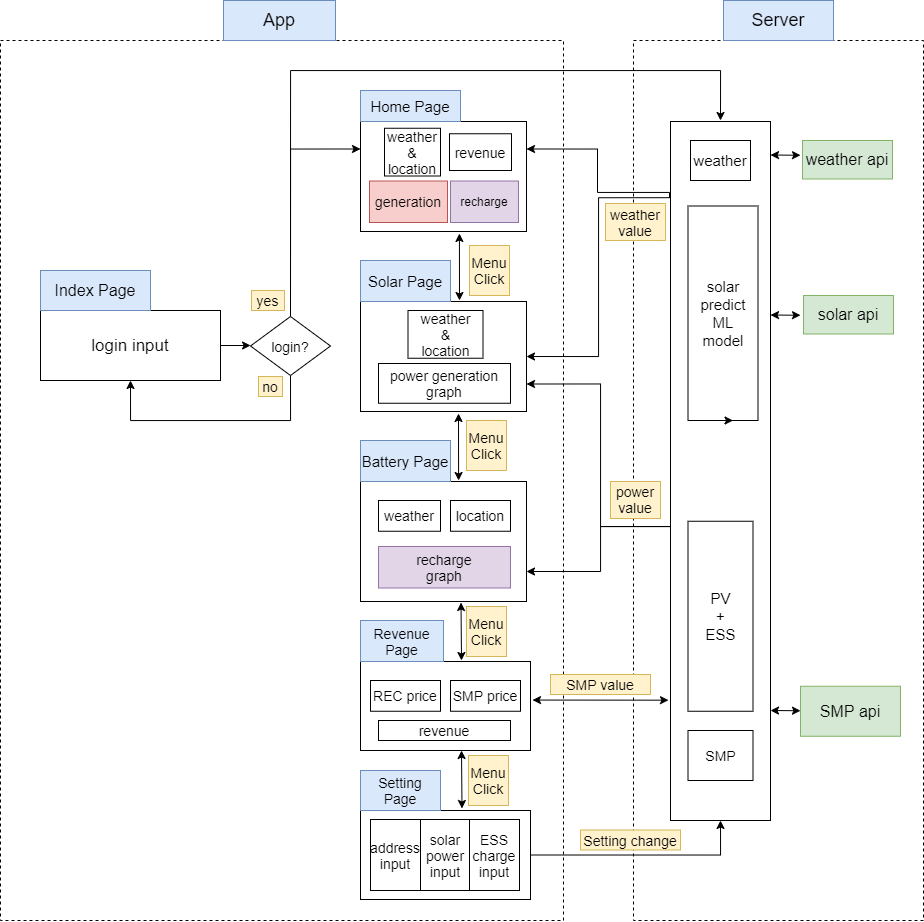 App
Server
Home Page
weather
&
location
revenue
generation
recharge
weather
weather api
weather
value
Menu
Click
Solar Page
Index Page
login input
yes
login?
no
weather
&
location
power generation
graph
solar
predict
ML
model
solar api
Menu
Click
Battery Page
weather
location
recharge
graph
power
value
PV
+
ESS
Menu
Click
Revenue
Page
REC price
SMP price
revenue
SMP value
SMP api
SMP
Menu
Click
Setting
Page
address
input
solar
power
input
ESS
charge
input
Setting change